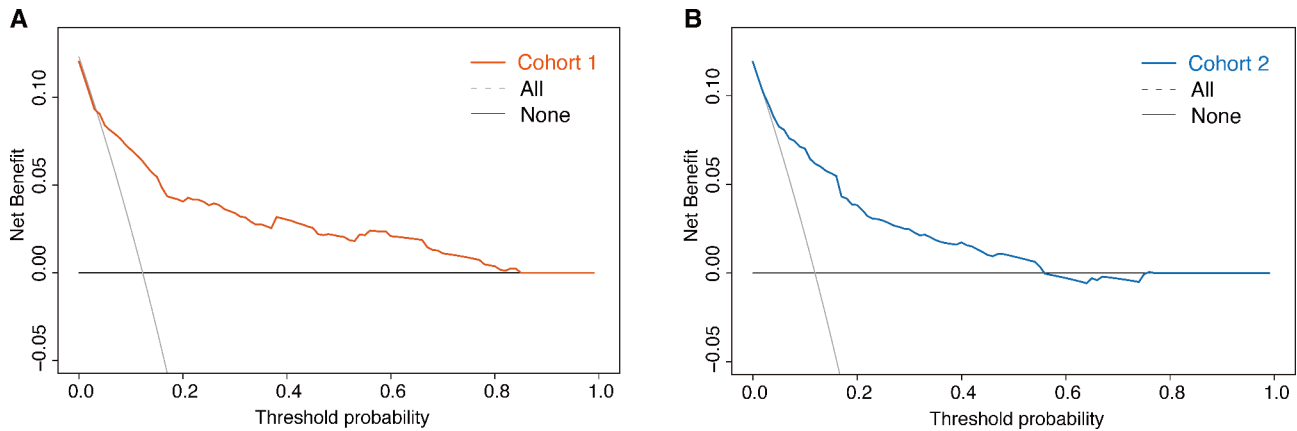 A
Cohort 1
All
None
Net Benefit
0.10
0.05
0.00
−0.05
0.0 0.2 0.4 0.6 0.8 1.0
Threshold probability
B
Cohort 2
All
None
Net Benefit
0.10
0.05
0.00
−0.05
0.0 0.2 0.4 0.6 0.8 1.0
Threshold probability